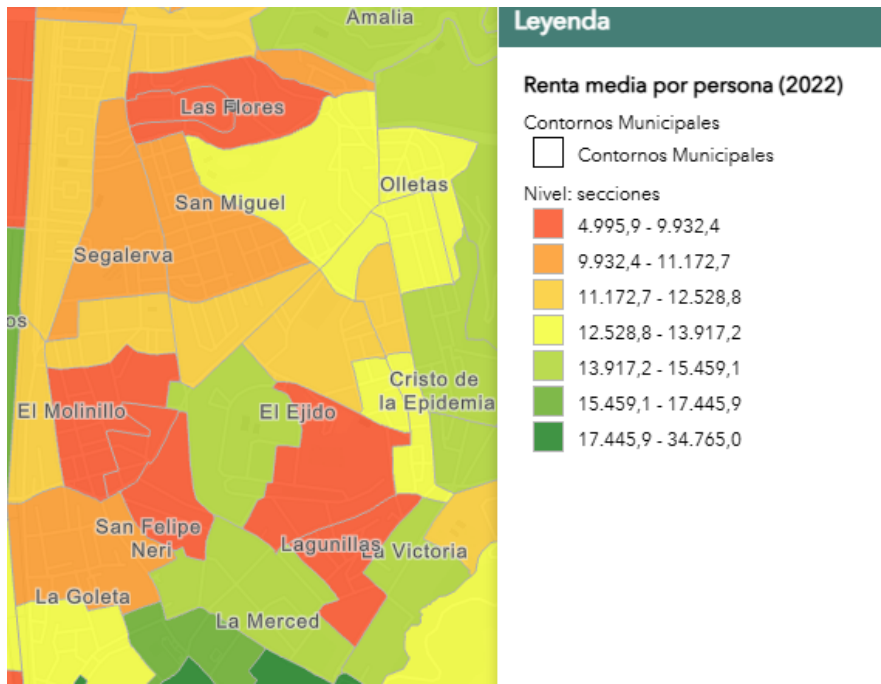 Amalia
Las Flores
Olletas
San Miguel
Segalerva
os
Cristo de
la Epidemia
El Molinillo
El Ejido
San Felipe
Neri
Lagunillas
La Victoria
La Goleta
La Merced
Leyenda
Renta media por persona (2022)
Contornos Municipales
Contornos Municipales
Nivel: secciones
4.995,9 - 9.932,4
9.932,4 - 11.172,7
11.172,7 - 12.528,8
12.528,8 - 13.917,2
13.917,2 - 15.459,1
15.459,1 - 17.445,9
17.445,9 - 34.765,0